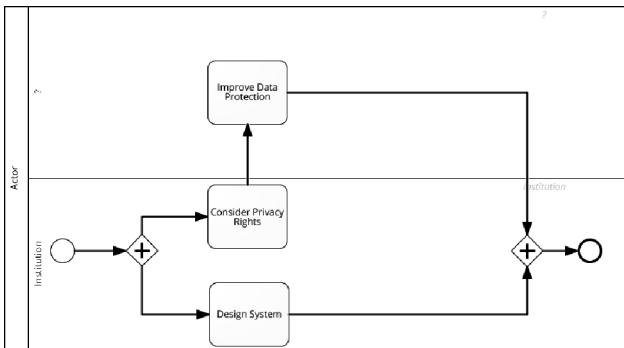 ?
Improve Data
Protection
?
Actor
Institution
Consider Privacy
Rights
Institution
Design System